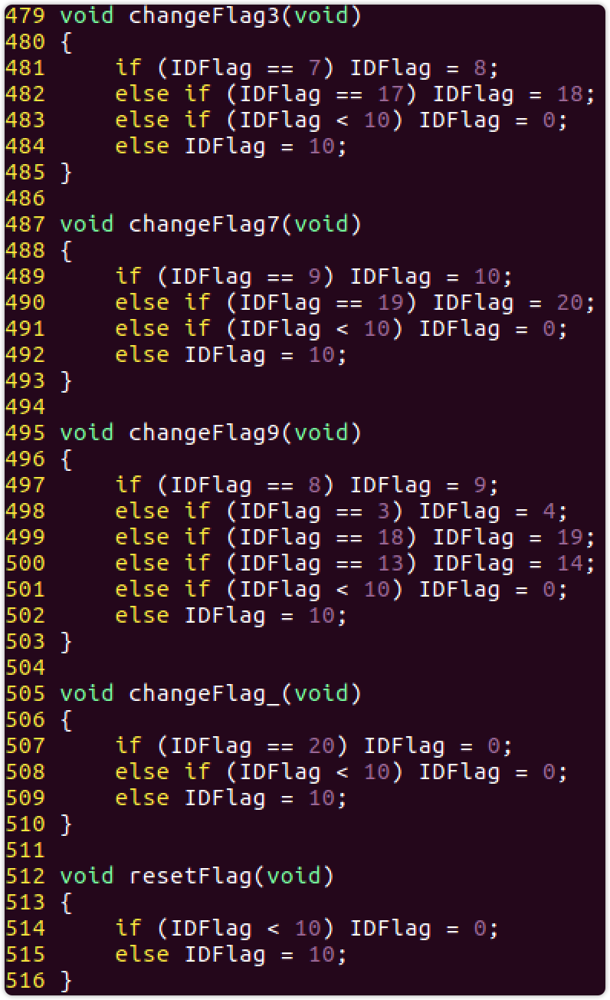 479 void changeFlag3(void)
480 {
481     if (IDFlag == 7) IDFlag = 8;
482     else if (IDFlag == 17) IDFlag = 18;
483     else if (IDFlag < 10) IDFlag = 0;
484     else IDFlag = 10;
485 }
486
487 void changeFlag7(void)
488 {
489     if (IDFlag == 9) IDFlag = 10;
490     else if (IDFlag == 19) IDFlag = 20;
491     else if (IDFlag < 10) IDFlag = 0;
492     else IDFlag = 10;
493 }
494
495 void changeFlag9(void)
496 {
497     if (IDFlag == 8) IDFlag = 9;
498     else if (IDFlag == 3) IDFlag = 4;
499     else if (IDFlag == 18) IDFlag = 19;
500     else if (IDFlag == 13) IDFlag = 14;
501     else if (IDFlag < 10) IDFlag = 0;
502     else IDFlag = 10;
503 }
504
505 void changeFlag_(void)
506 {
507     if (IDFlag == 20) IDFlag = 0;
508     else if (IDFlag < 10) IDFlag = 0;
509     else IDFlag = 10;
510 }
511
512 void resetFlag(void)
513 {
514     if (IDFlag < 10) IDFlag = 0;
515     else IDFlag = 10;
516 }